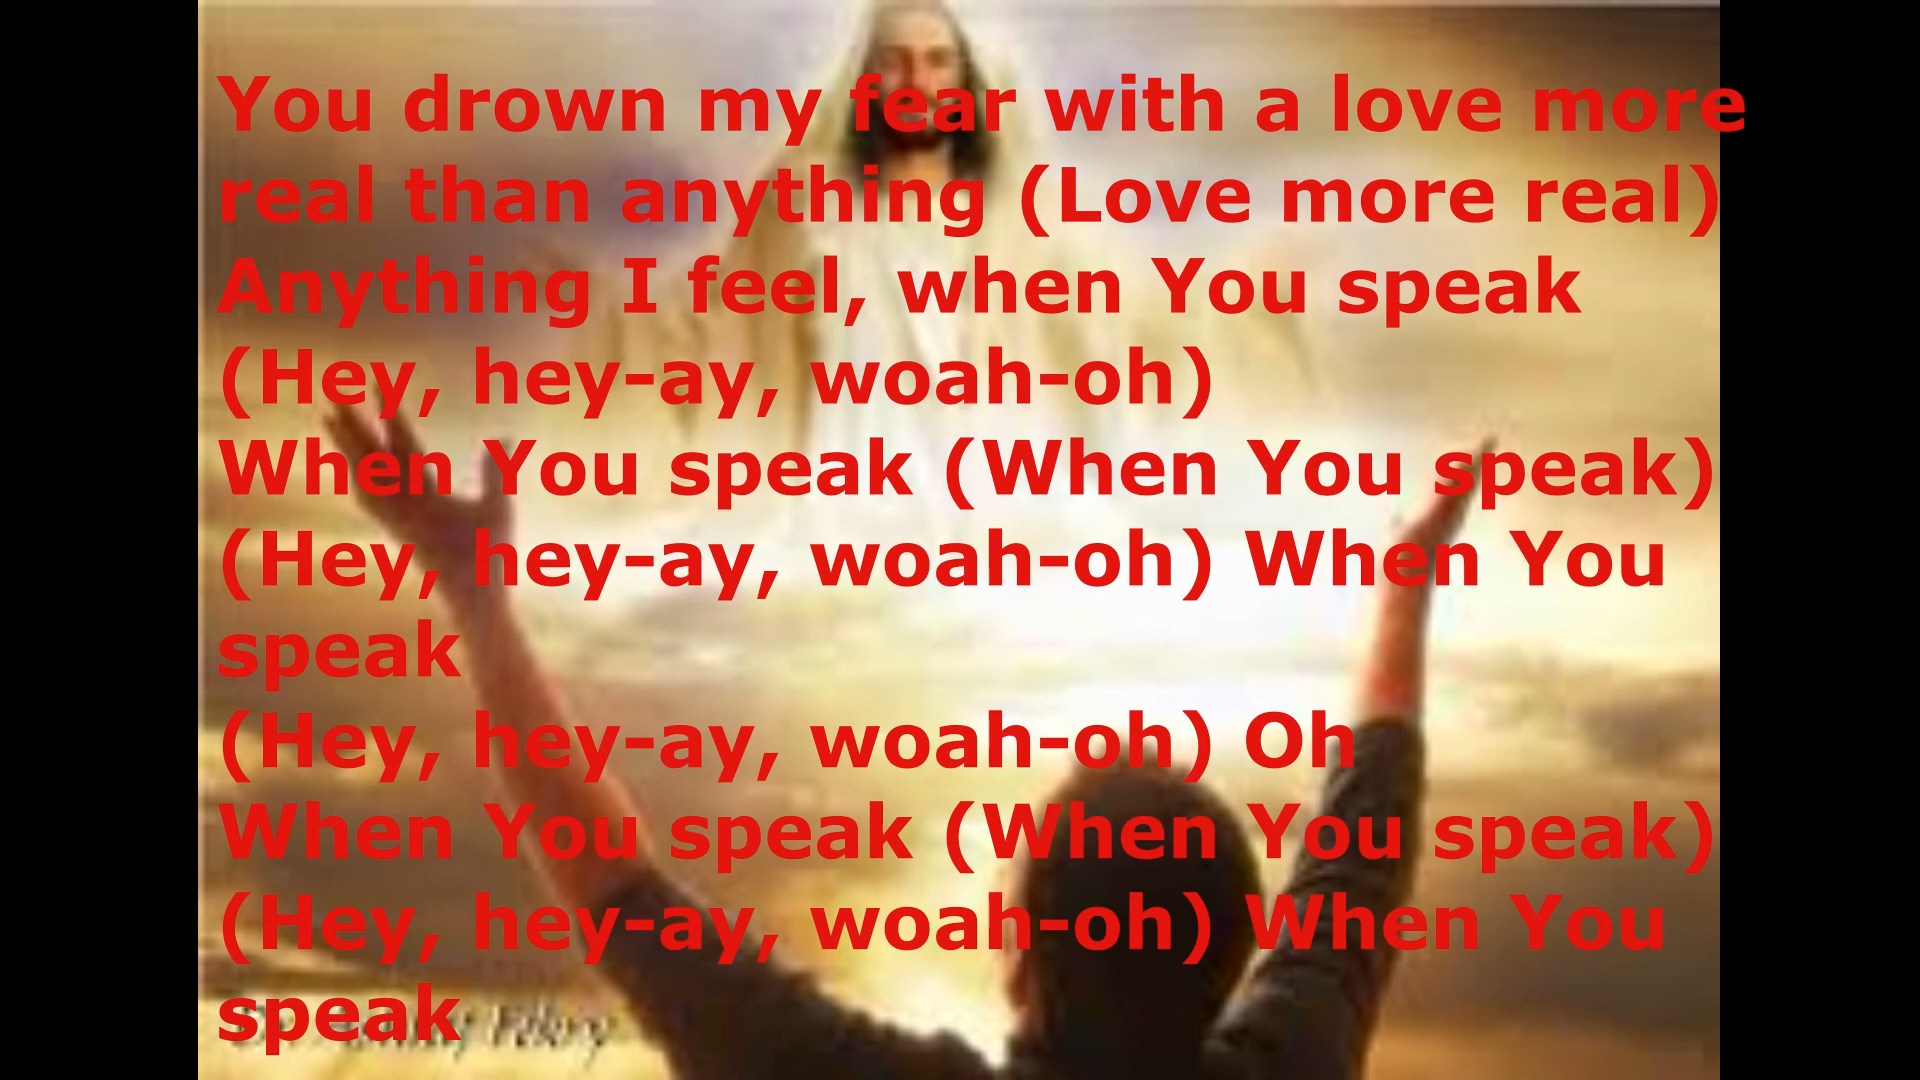 You drown my fear with a love more
real than anything (Love more real)
Anything I feel, when You speak
(Hey, hey-ay, woah-oh)
When You speak (When You speak)
(Hey, hey-ay, woah-oh) When You
speak
(Hey, hey-ay, woah-oh) Oh
When You speak (When You speak)
(Hey, hey-ay, woah-oh) When You
speak